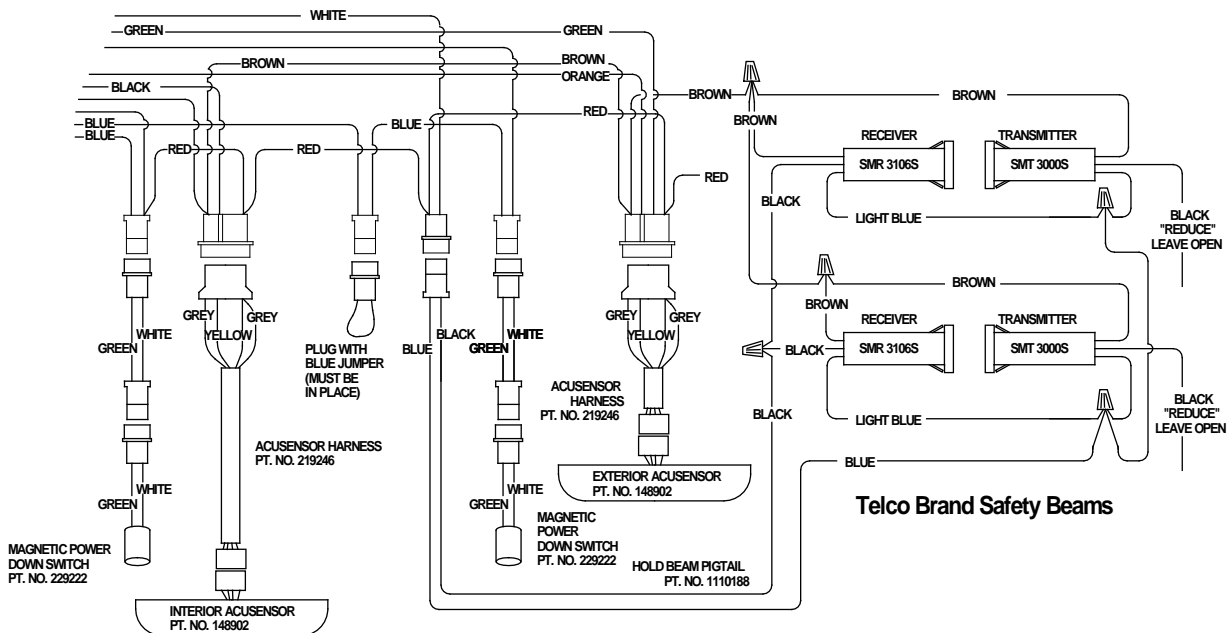 WHITE
GREEN
GREEN
BROWN
BROWN
ORANGE
BLACK
BROWN
BROWN
RED
BLUE
BLUE
BLUE
BROWN
RED
RED
RED
RECEIVER
TRANSMITTER
SMR 3106S
SMT 3000S
BLACK
LIGHT BLUE
BLACK
"REDUCE"
LEAVE OPEN
BROWN
BROWN
RECEIVER
TRANSMITTER
BLACK
SMR 3106S
SMT 3000S
GREY
GREY
YELLOW
WHITE
GREEN
PLUG WITH
BLUE JUMPER
(MUST BE
IN PLACE)
BLUE
BLACK
WHITE
GREEN
GREY
GREY
YELLOW
ACUSENSOR
HARNESS
PT. NO. 219246
BLACK
LIGHT BLUE
BLACK
"REDUCE"
LEAVE OPEN
ACUSENSOR HARNESS
PT. NO. 219246
BLUE
EXTERIOR ACUSENSOR
PT. NO. 148902
WHITE
GREEN
WHITE
GREEN
Telco Brand Safety Beams
MAGNETIC POWER
DOWN SWITCH
PT. NO. 229222
MAGNETIC
POWER
DOWN SWITCH
PT. NO. 229222
HOLD BEAM PIGTAIL
PT. NO. 1110188
INTERIOR ACUSENSOR
PT. NO. 148902